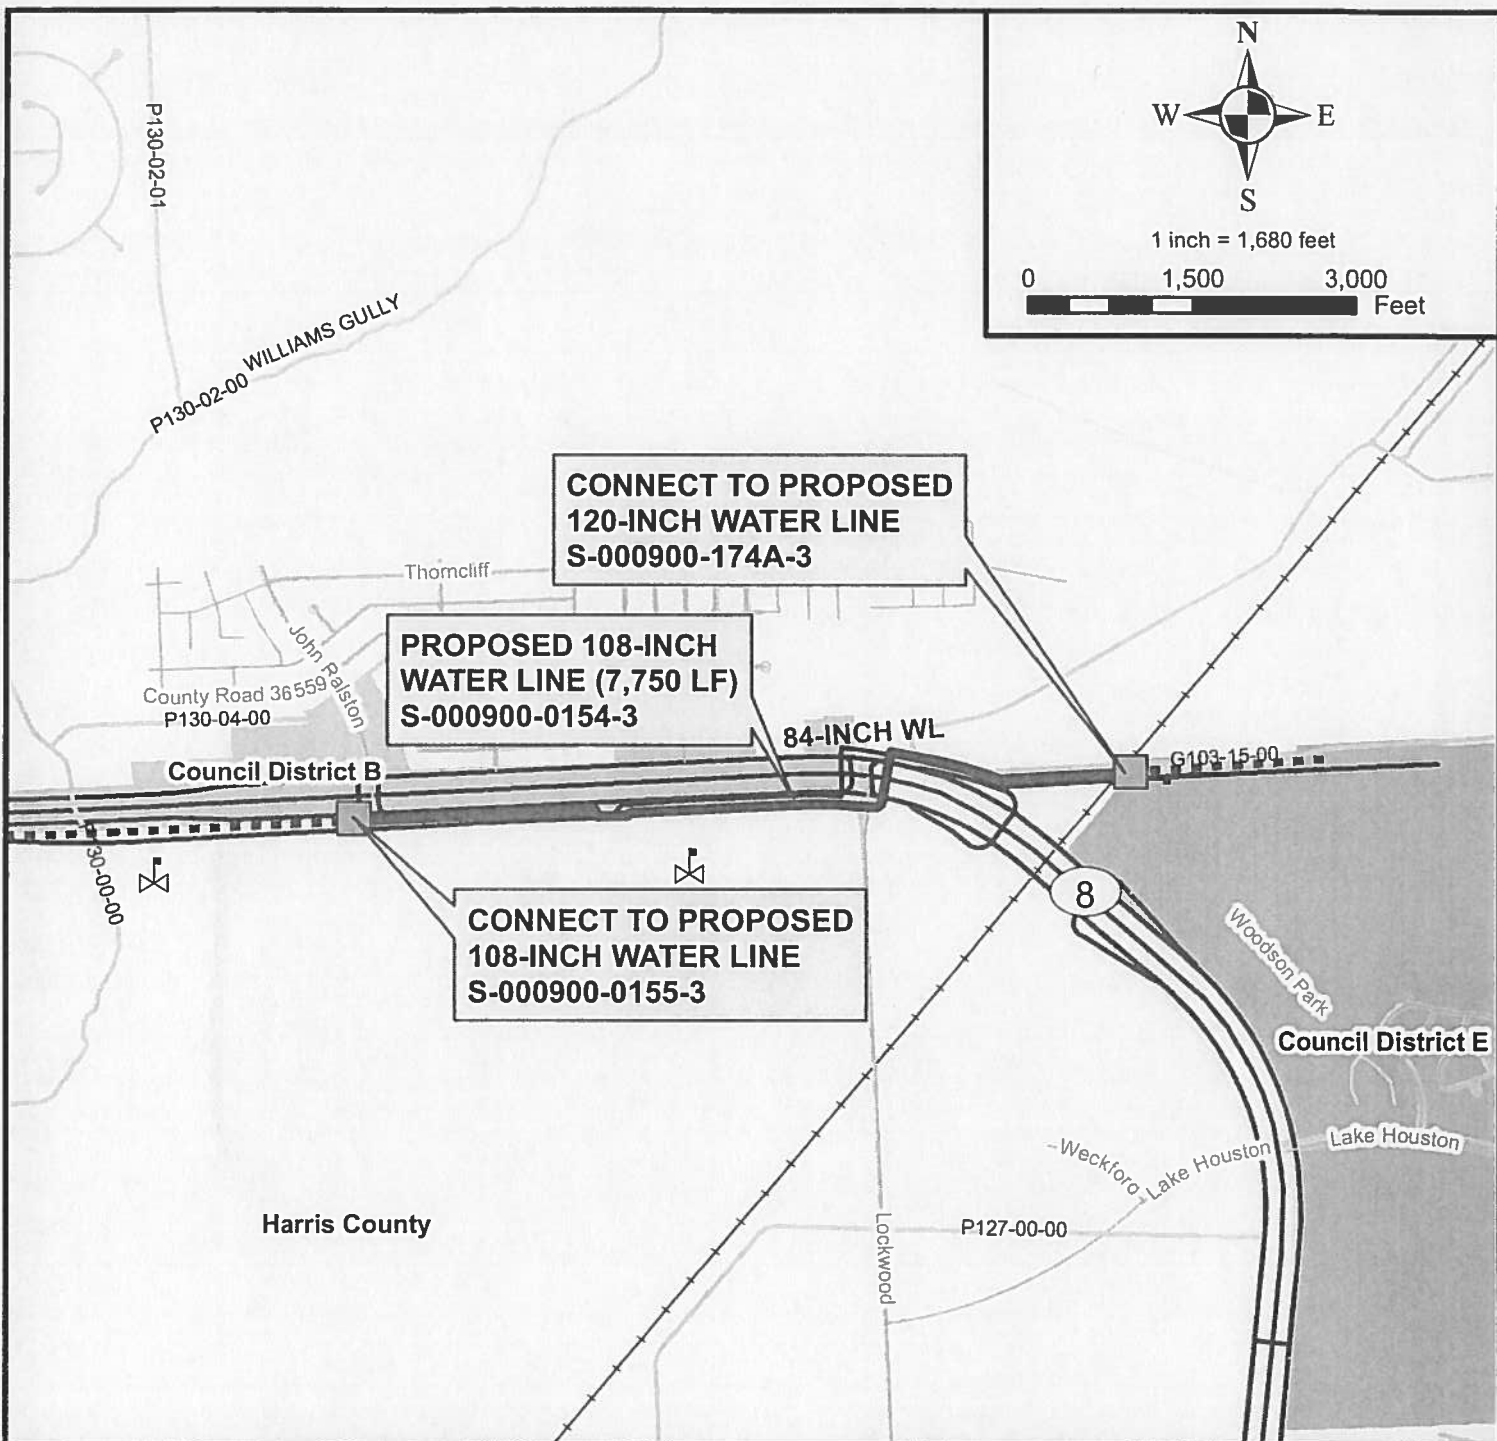 N
W E
S
1 inch = 1,680 feet
0 1,500 3,000
Feet
P130-02-01
WILLIAMS GULLY
P130-02-00
CONNECT TO PROPOSED
120-INCH WATER LINE
S-000900-174A-3
Thorncliff
John Ralston
PROPOSED 108-INCH
WATER LINE (7,750 LF)
S-000900-0154-3
County Road 36559
P130-04-00
84-INCH WL
G103-15-00
Council District B
30-00-00
8
CONNECT TO PROPOSED
108-INCH WATER LINE
S-000900-0155-3
Woodson Park
Council District E
Lake Houston
Weckforo
Lake Houston
Harris County
P127-00-00
Lockwood